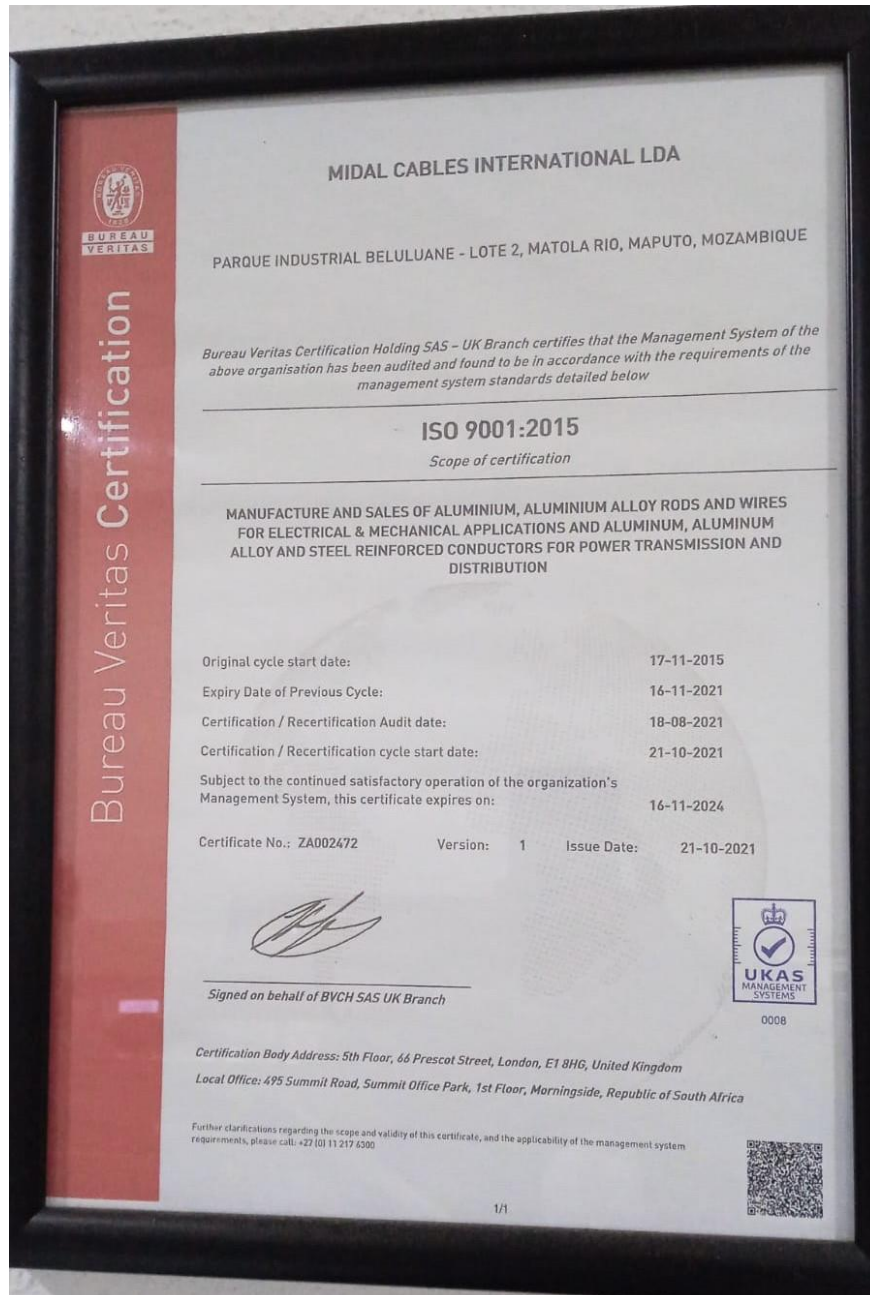 BUREAU
VERITAS
Bureau Veritas Certification
MIDAL CABLES INTERNATIONAL LDA
PARQUE INDUSTRIAL BELULUANE - LOTE 2, MATOLA RIO, MAPUTO, MOZAMBIQUE
Bureau Veritas Certification Holding SAS – UK Branch certifies that the Management System of the
above organisation has been audited and found to be in accordance with the requirements of the
management system standards detailed below
ISO 9001:2015
Scope of certification
MANUFACTURE AND SALES OF ALUMINIUM, ALUMINIUM ALLOY RODS AND WIRES
FOR ELECTRICAL & MECHANICAL APPLICATIONS AND ALUMINUM, ALUMINUM
ALLOY AND STEEL REINFORCED CONDUCTORS FOR POWER TRANSMISSION AND
DISTRIBUTION
Original cycle start date: 17-11-2015
Expiry Date of Previous Cycle: 16-11-2021
Certification / Recertification Audit date: 18-08-2021
Certification / Recertification cycle start date: 21-10-2021
Subject to the continued satisfactory operation of the organization's
Management System, this certificate expires on: 16-11-2024
Certificate No.: ZA002472 Version: 1 Issue Date: 21-10-2021
Signed on behalf of BVCH SAS UK Branch
UKAS
MANAGEMENT
SYSTEMS
0008
Certification Body Address: 5th Floor, 66 Prescot Street, London, E1 8HG, United Kingdom
Local Office: 495 Summit Road, Summit Office Park, 1st Floor, Morningside, Republic of South Africa
Further clarifications regarding the scope and validity of this certificate, and the applicability of the management system
requirements, please call: +27 (0) 11 217 6300
1/1